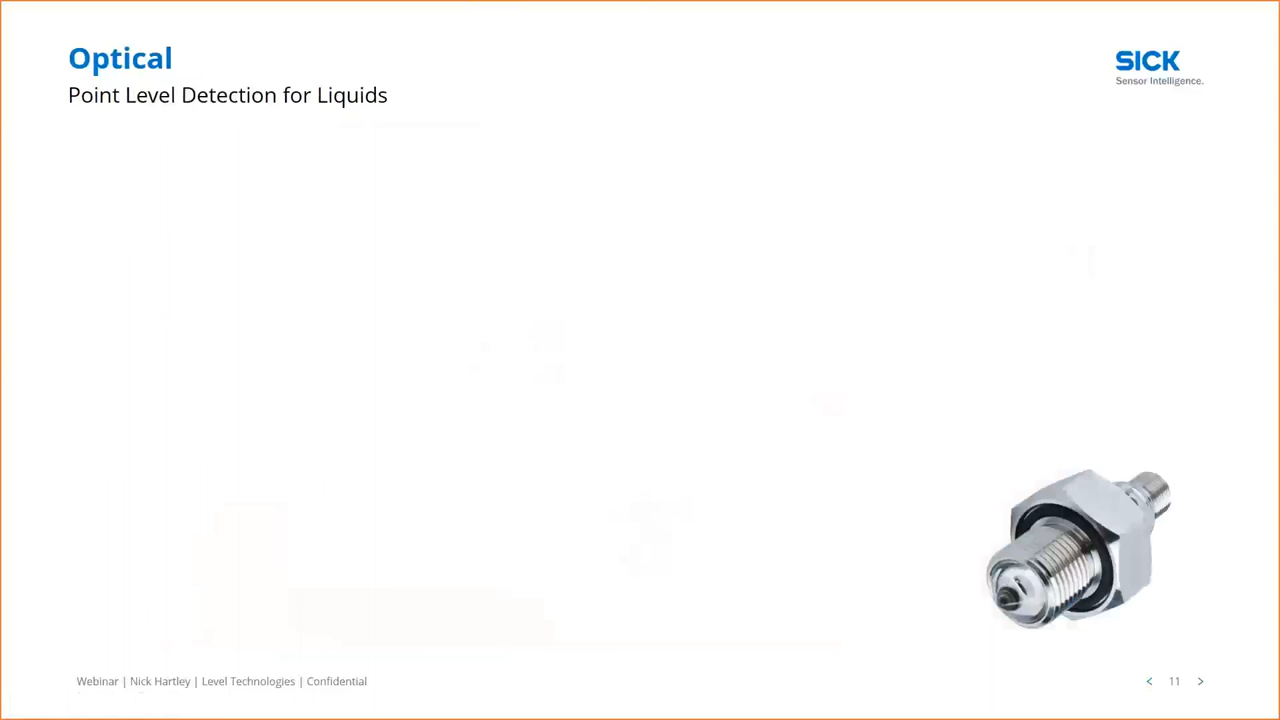 Optical
Point Level Detection for Liquids
SICK
Sensor Intelligence.
Webinar | Nick Hartley | Level Technologies | Confidential
< 11 >